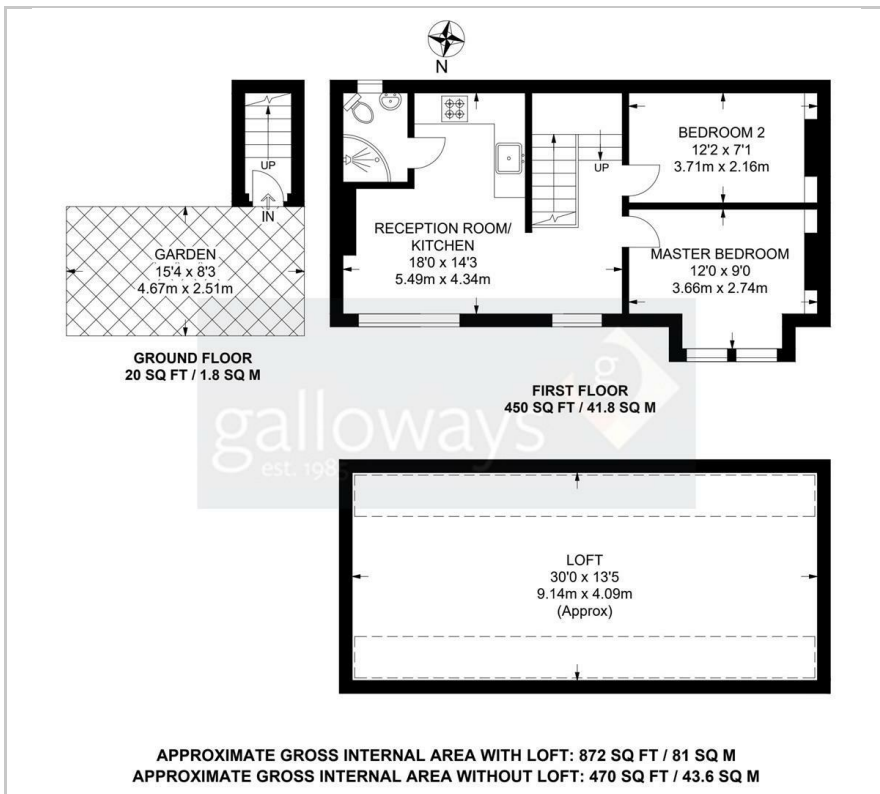 N
UP
IN
GARDEN
15'4 x 8'3
4.67m x 2.51m
GROUND FLOOR
20 SQ FT / 1.8 SQ M
RECEPTION ROOM/
KITCHEN
18'0 x 14'3
5.49m x 4.34m
UP
BEDROOM 2
12'2 x 7'1
3.71m x 2.16m
MASTER BEDROOM
12'0 x 9'0
3.66m x 2.74m
FIRST FLOOR
450 SQ FT / 41.8 SQ M
g
galloways
est. 1985
LOFT
30'0 x 13'5
9.14m x 4.09m
(Approx)
APPROXIMATE GROSS INTERNAL AREA WITH LOFT: 872 SQ FT / 81 SQ M
APPROXIMATE GROSS INTERNAL AREA WITHOUT LOFT: 470 SQ FT / 43.6 SQ M